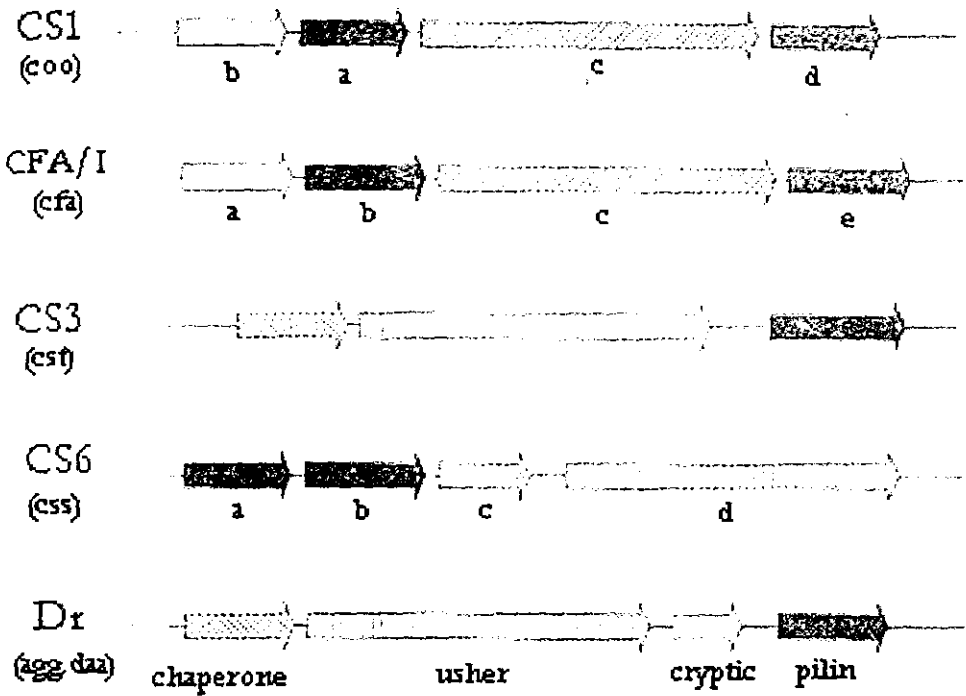 CS1
(coo)
b a c d
CFA/I
(cfa)
a b c e
CS3
(cst)
CS6
(css)
a b c d
Dr
(agg, daa)
chaperone usher cryptic pilin